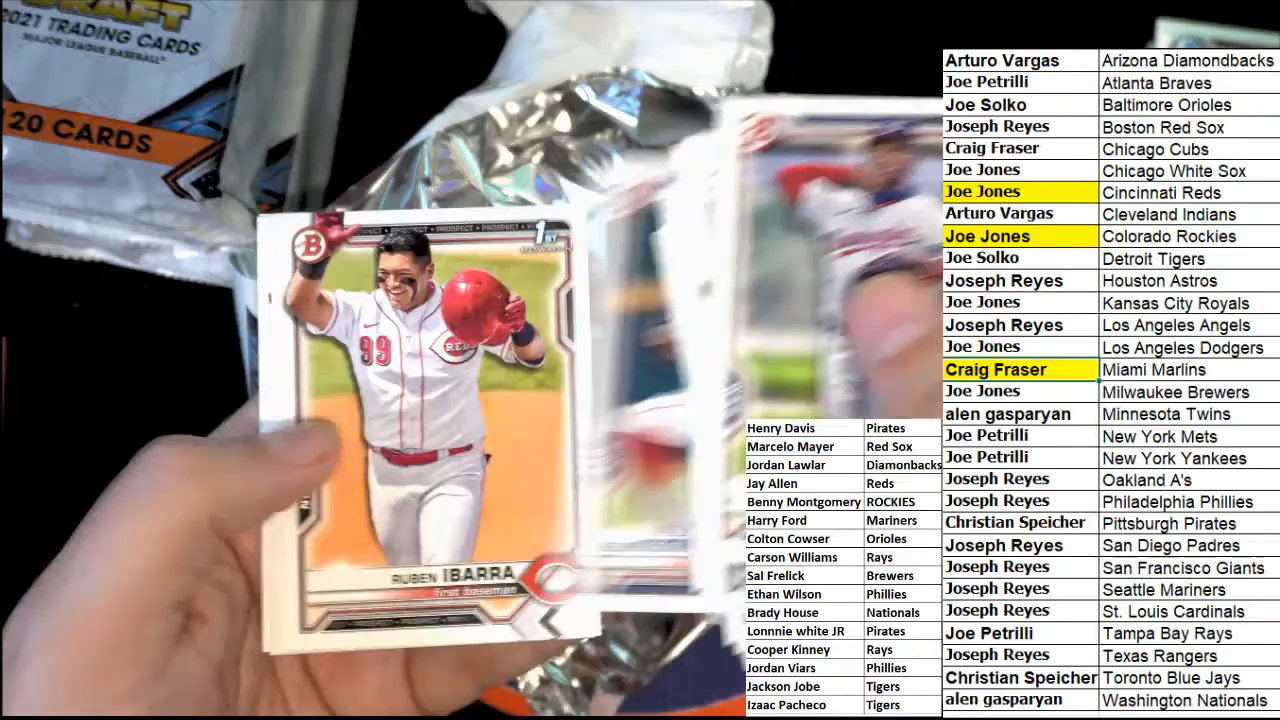 DRAFT
2021 TRADING CARDS
MAJOR LEAGUE BASEBALL
20 CARDS
B
PROSPECT • PROSPECT • PROSPECT
1ST
BOWMAN
99
REDS
RUBEN IBARRA
first baseman
Henry Davis Pirates
Marcelo Mayer Red Sox
Jordan Lawlar Diamonbacks
Jay Allen Reds
Benny Montgomery ROCKIES
Harry Ford Mariners
Colton Cowser Orioles
Carson Williams Rays
Sal Frelick Brewers
Ethan Wilson Phillies
Brady House Nationals
Lonnnie white JR Pirates
Cooper Kinney Rays
Jordan Viars Phillies
Jackson Jobe Tigers
Izaac Pacheco Tigers
Arturo Vargas Arizona Diamondbacks
Joe Petrilli Atlanta Braves
Joe Solko Baltimore Orioles
Joseph Reyes Boston Red Sox
Craig Fraser Chicago Cubs
Joe Jones Chicago White Sox
Joe Jones Cincinnati Reds
Arturo Vargas Cleveland Indians
Joe Jones Colorado Rockies
Joe Solko Detroit Tigers
Joseph Reyes Houston Astros
Joe Jones Kansas City Royals
Joseph Reyes Los Angeles Angels
Joe Jones Los Angeles Dodgers
Craig Fraser Miami Marlins
Joe Jones Milwaukee Brewers
alen gasparyan Minnesota Twins
Joe Petrilli New York Mets
Joe Petrilli New York Yankees
Joseph Reyes Oakland A's
Joseph Reyes Philadelphia Phillies
Christian Speicher Pittsburgh Pirates
Joseph Reyes San Diego Padres
Joseph Reyes San Francisco Giants
Joseph Reyes Seattle Mariners
Joseph Reyes St. Louis Cardinals
Joe Petrilli Tampa Bay Rays
Joseph Reyes Texas Rangers
Christian Speicher Toronto Blue Jays
alen gasparyan Washington Nationals